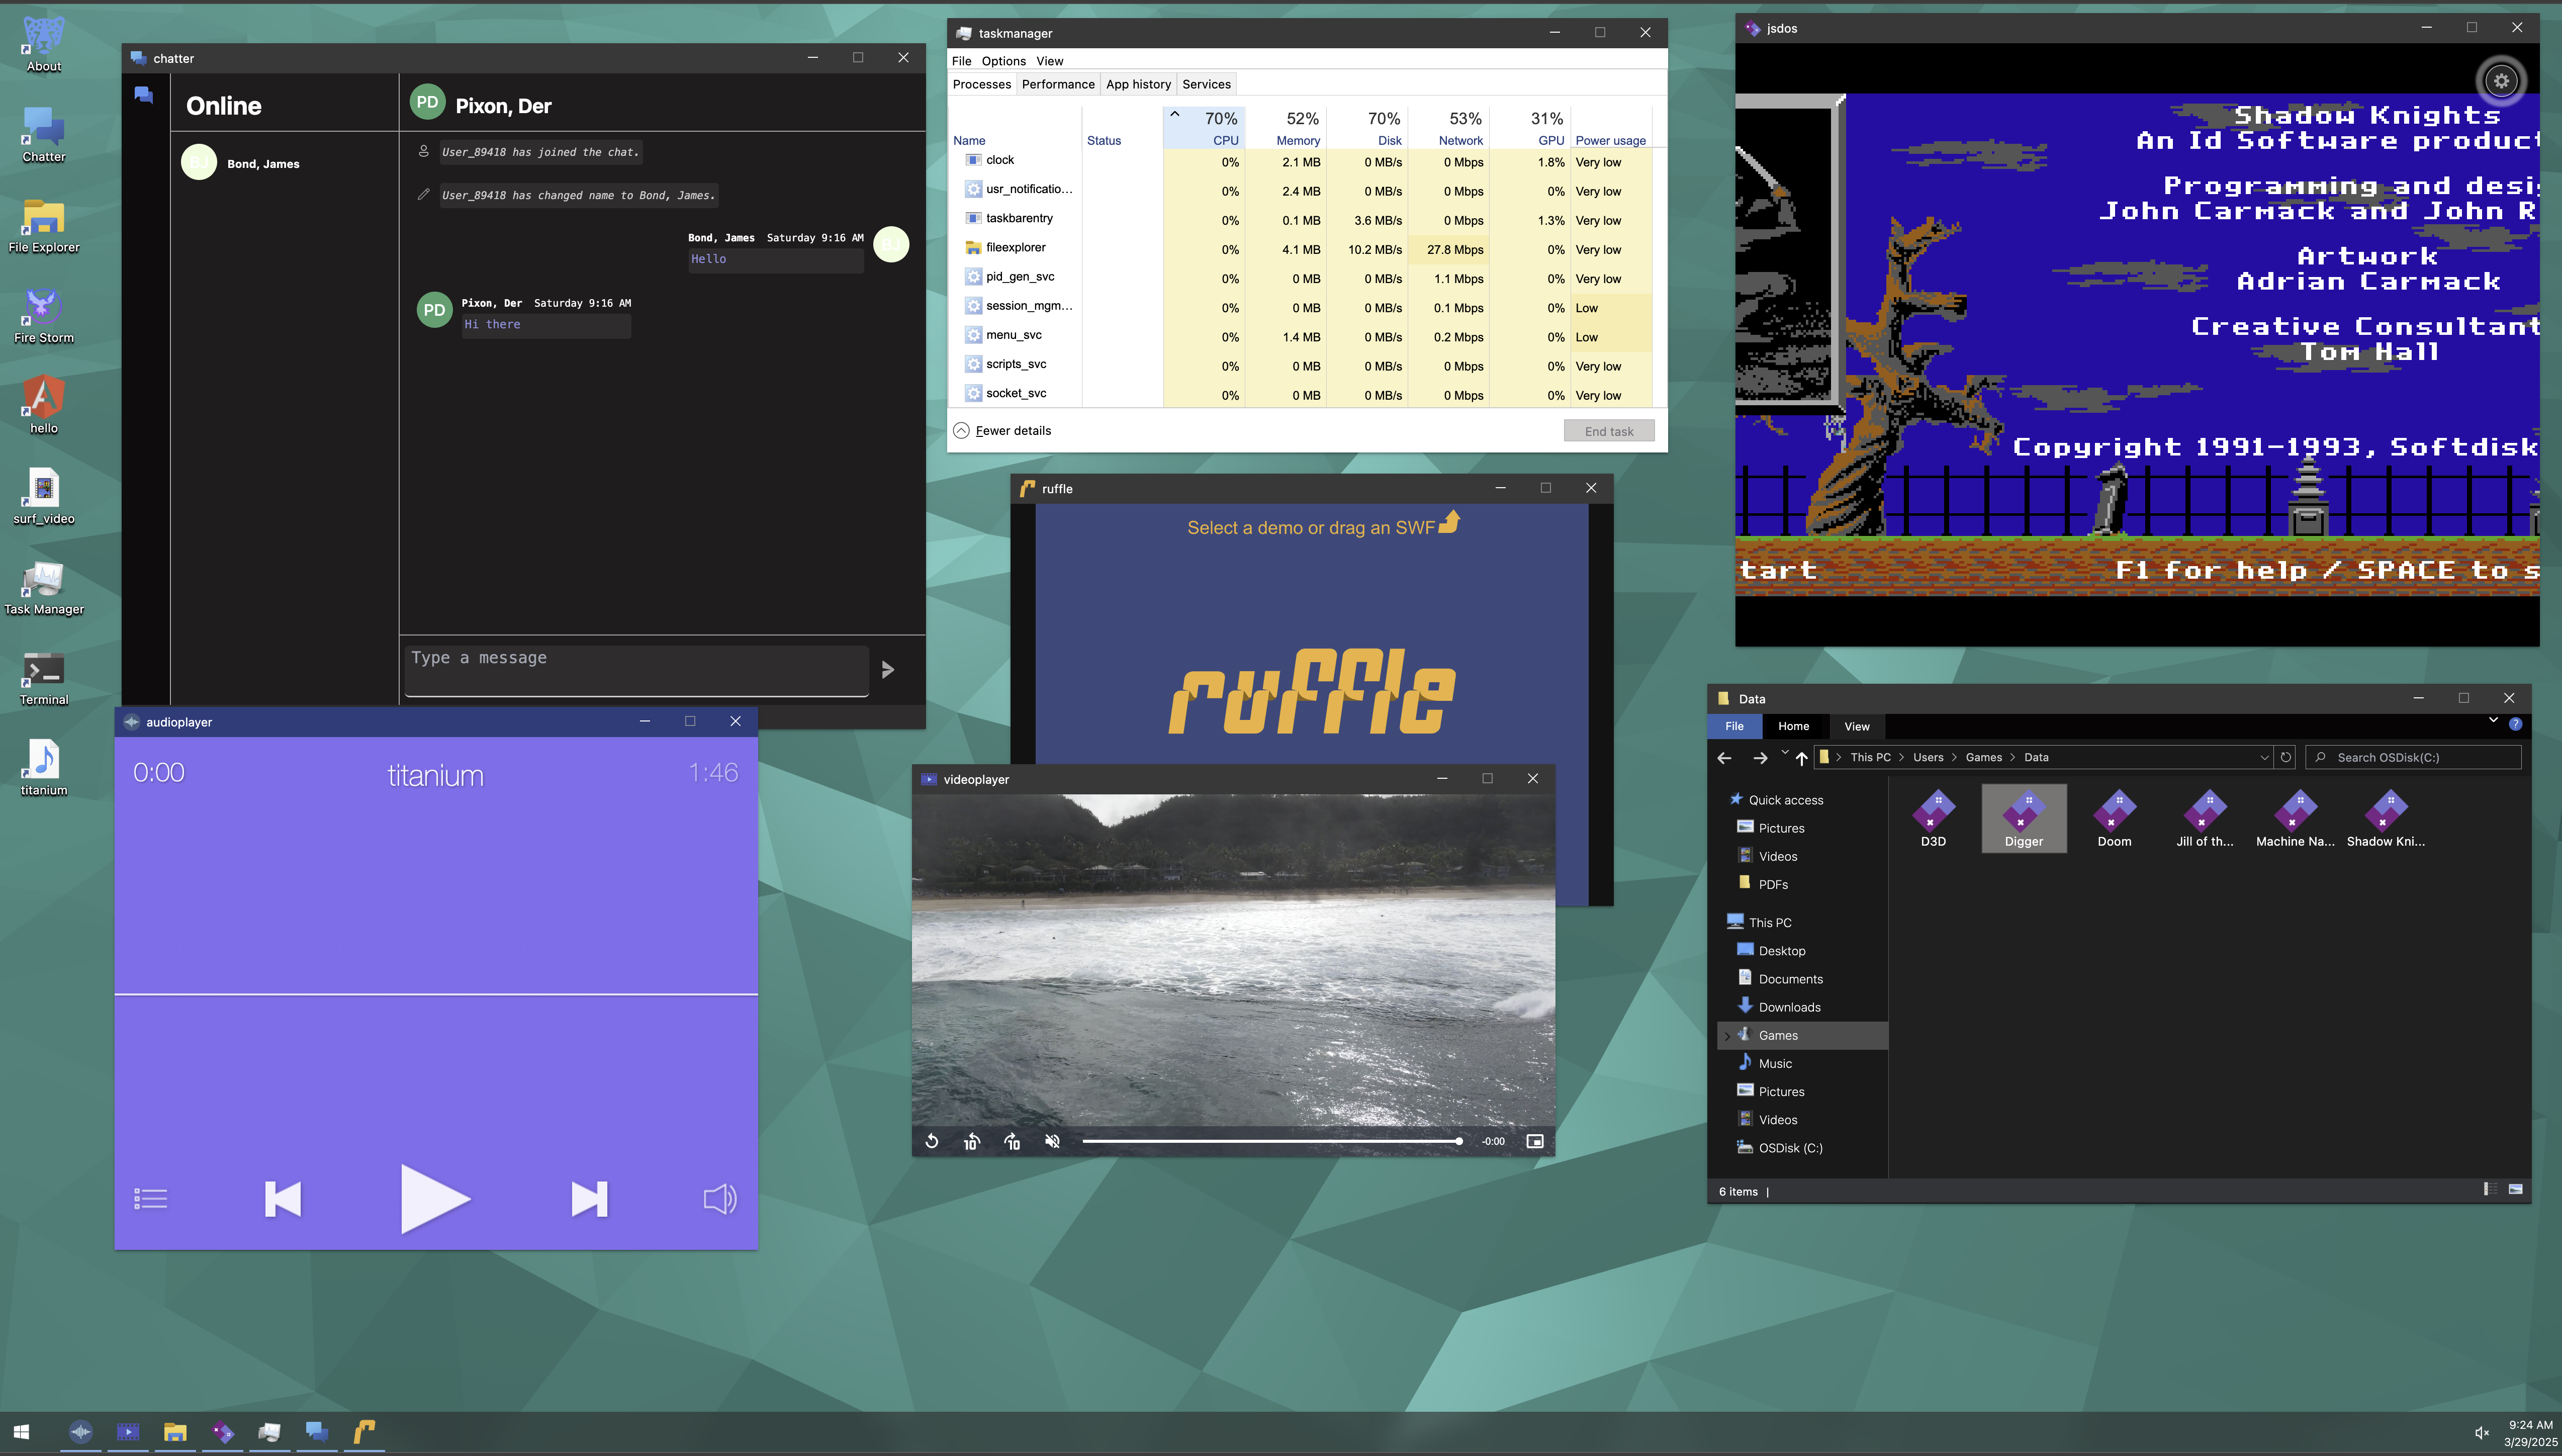 About
Chatter
File Explorer
Fire Storm
hello
surf_video
Task Manager
Terminal
titanium
chatter
Online
BJ
Bond, James
PD
Pixon, Der
User_89418 has joined the chat.
User_89418 has changed name to Bond, James.
Bond, James Saturday 9:16 AM
Hello
BJ
PD
Pixon, Der Saturday 9:16 AM
Hi there
Type a message
audioplayer
0:00
titanium
1:46
taskmanager
File Options View
Processes Performance App history Services
70% 52% 70% 53% 31%
Name Status CPU Memory Disk Network GPU Power usage
clock 0% 2.1 MB 0 MB/s 0 Mbps 1.8% Very low
usr_notificatio... 0% 2.4 MB 0 MB/s 0 Mbps 0% Very low
taskbarentry 0% 0.1 MB 3.6 MB/s 0 Mbps 1.3% Very low
fileexplorer 0% 4.1 MB 10.2 MB/s 27.8 Mbps 0% Very low
pid_gen_svc 0% 0 MB 0 MB/s 1.1 Mbps 0% Very low
session_mgm... 0% 0 MB 0 MB/s 0.1 Mbps 0% Low
menu_svc 0% 1.4 MB 0 MB/s 0.2 Mbps 0% Low
scripts_svc 0% 0 MB 0 MB/s 0 Mbps 0% Very low
socket_svc 0% 0 MB 0 MB/s 0 Mbps 0% Very low
Fewer details
End task
ruffle
Select a demo or drag an SWF
ruffle
videoplayer
10 10 -0:00
jsdos
Shadow Knights
An Id Software product
Programming and desi
John Carmack and John R
Artwork
Adrian Carmack
Creative Consultant
Tom Hall
Copyright 1991-1993, Softdisk
tart F1 for help / SPACE to s
Data
File Home View
?
This PC Users Games Data
Search OSDisk(C:)
Quick access
Pictures
Videos
PDFs
This PC
Desktop
Documents
Downloads
Games
Music
Pictures
Videos
OSDisk (C:)
D3D
Digger
Doom
Jill of th...
Machine Na...
Shadow Kni...
6 items |
9:24 AM
3/29/2025